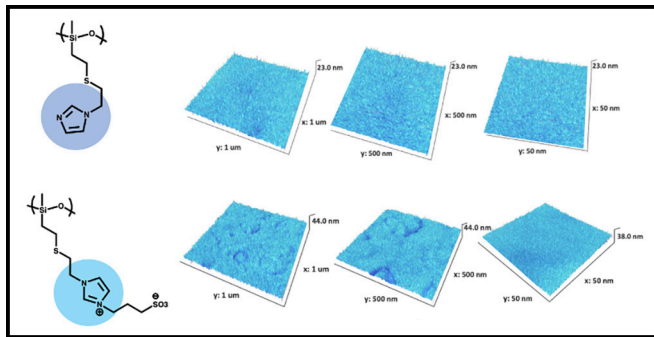 Si O
S
N N
23.0 nm
x: 1 um
y: 1 um
23.0 nm
x: 500 nm
y: 500 nm
23.0 nm
x: 50 nm
y: 50 nm
Si O
S
N
N
⊕
⊖
SO3
44.0 nm
x: 1 um
y: 1 um
44.0 nm
x: 500 nm
y: 500 nm
38.0 nm
x: 50 nm
y: 50 nm